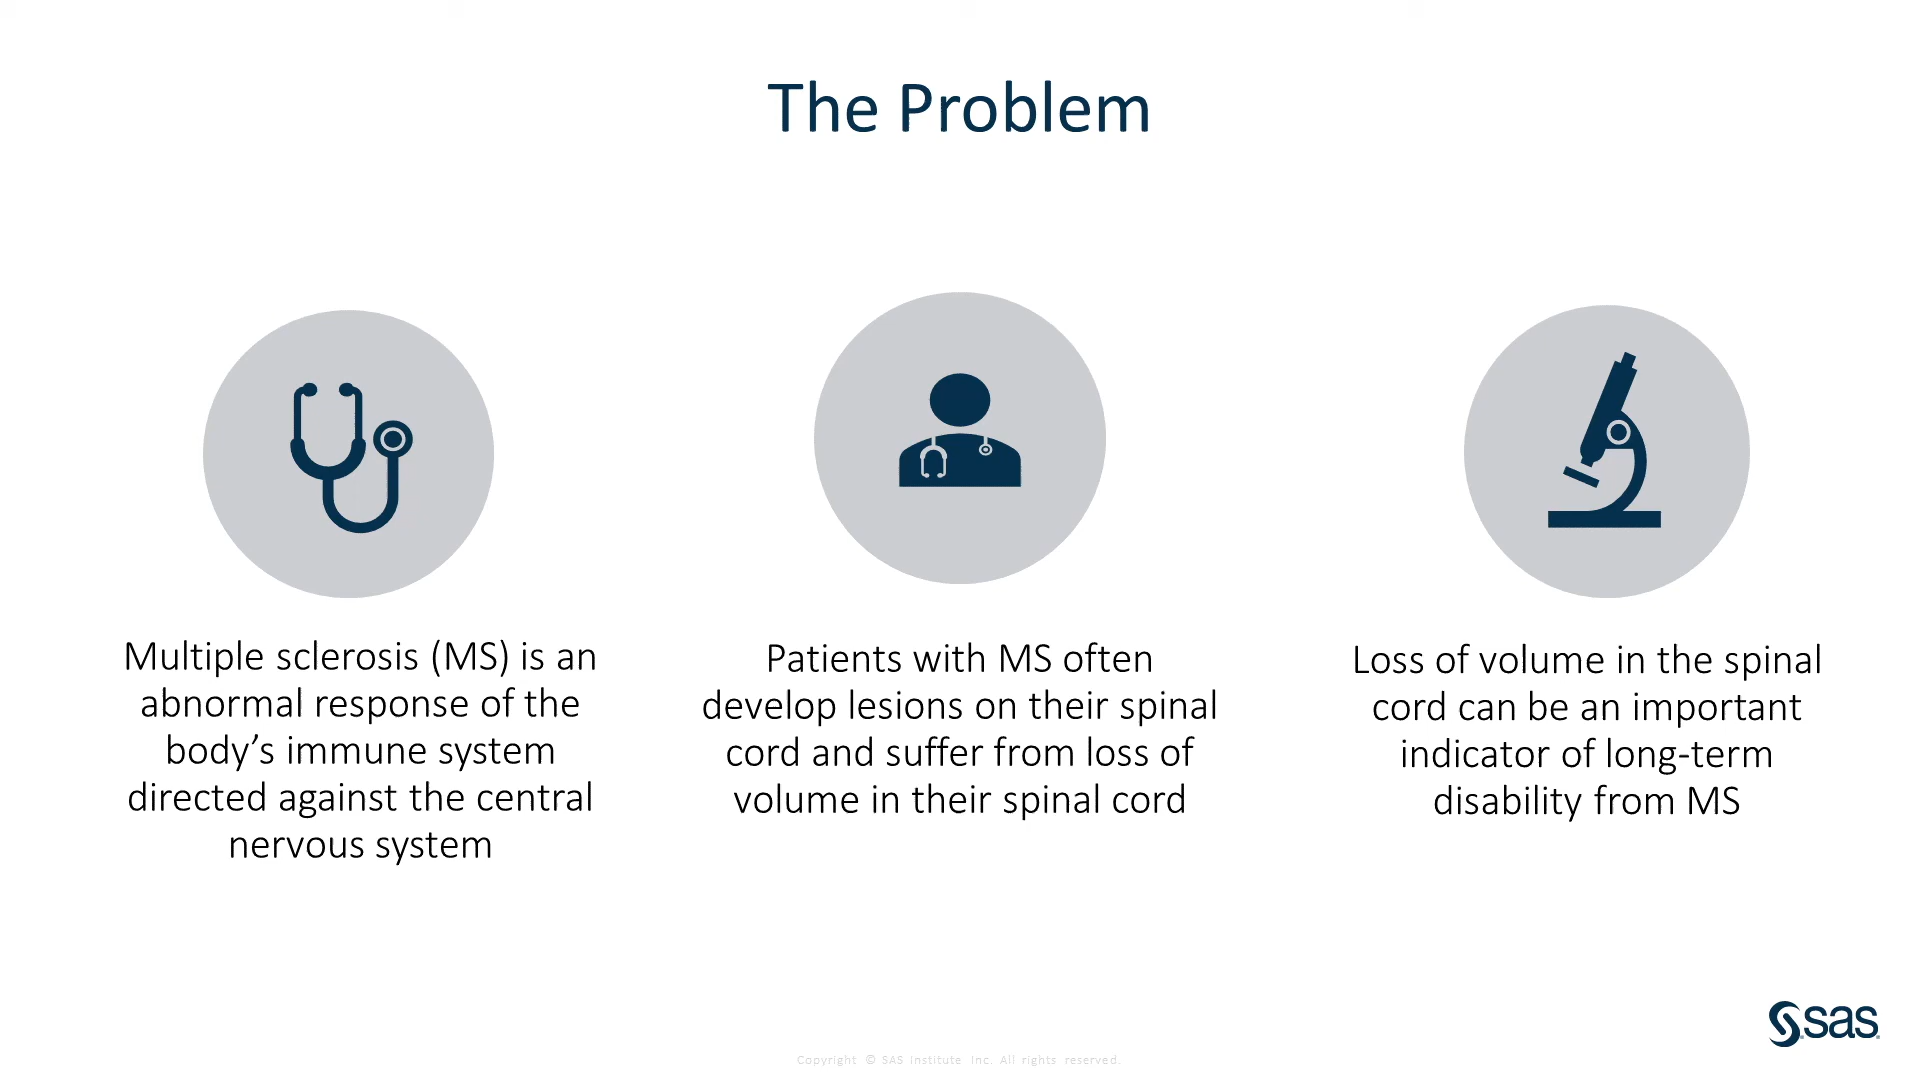 The Problem
Multiple sclerosis (MS) is an
abnormal response of the
body’s immune system
directed against the central
nervous system
Patients with MS often
develop lesions on their spinal
cord and suffer from loss of
volume in their spinal cord
Loss of volume in the spinal
cord can be an important
indicator of long-term
disability from MS
sas
Copyright © SAS Institute Inc. All rights reserved.